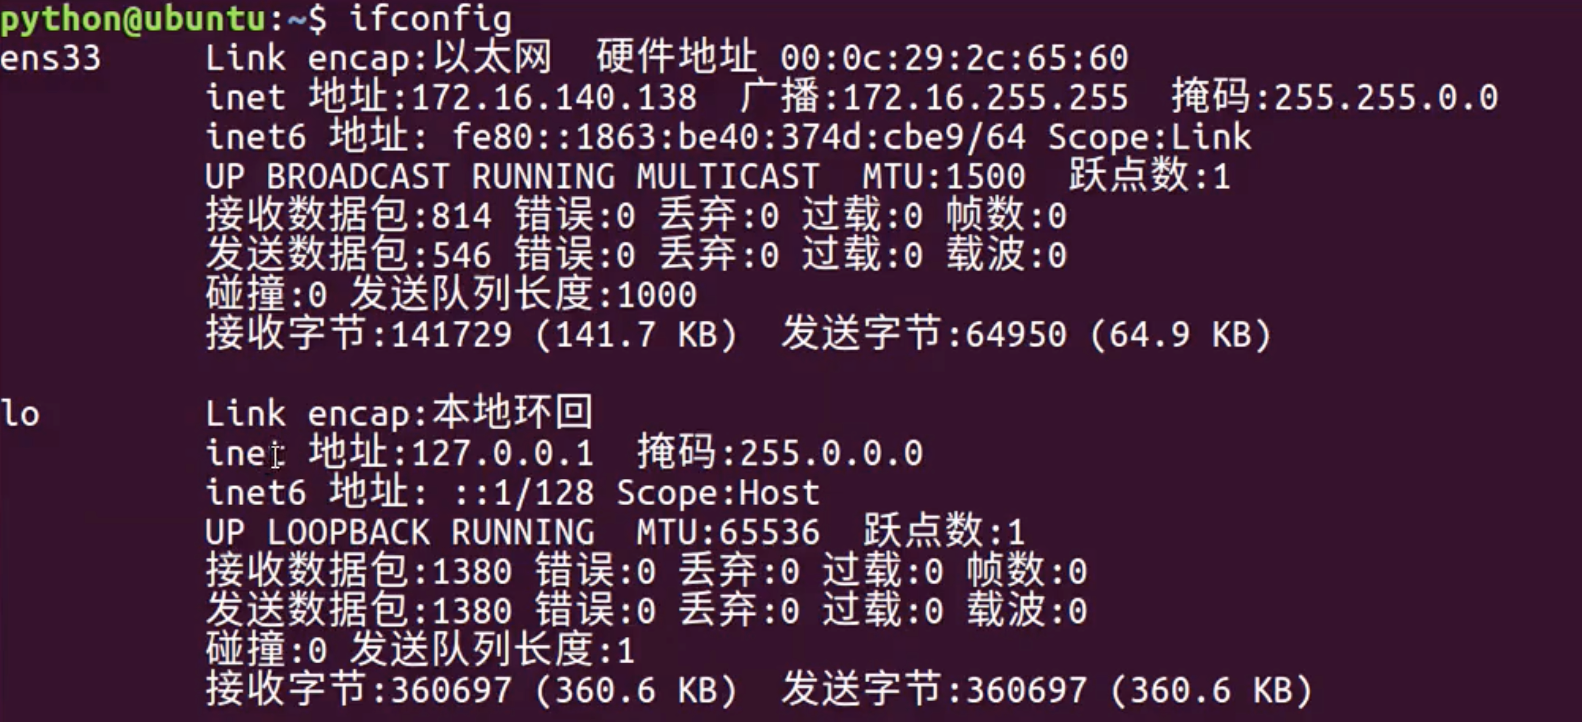 python@ubuntu:~$ ifconfig
ens33 Link encap:以太网 硬件地址 00:0c:29:2c:65:60
inet 地址:172.16.140.138 广播:172.16.255.255 掩码:255.255.0.0
inet6 地址: fe80::1863:be40:374d:cbe9/64 Scope:Link
UP BROADCAST RUNNING MULTICAST MTU:1500 跃点数:1
接收数据包:814 错误:0 丢弃:0 过载:0 帧数:0
发送数据包:546 错误:0 丢弃:0 过载:0 载波:0
碰撞:0 发送队列长度:1000
接收字节:141729 (141.7 KB) 发送字节:64950 (64.9 KB)
lo Link encap:本地环回
inet 地址:127.0.0.1 掩码:255.0.0.0
inet6 地址: ::1/128 Scope:Host
UP LOOPBACK RUNNING MTU:65536 跃点数:1
接收数据包:1380 错误:0 丢弃:0 过载:0 帧数:0
发送数据包:1380 错误:0 丢弃:0 过载:0 载波:0
碰撞:0 发送队列长度:1
接收字节:360697 (360.6 KB) 发送字节:360697 (360.6 KB)